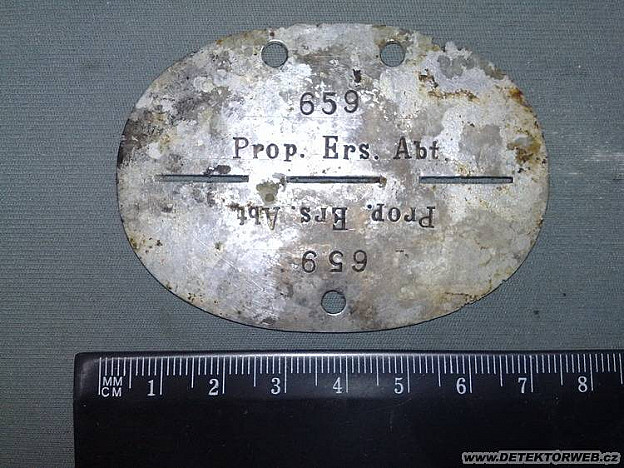 659
Prop. Ers. Abt.
Prop. Ers. Abt.
659
MM
CM
1 2 3 4 5 6 7 8
www.DETEKTORWEB.cz